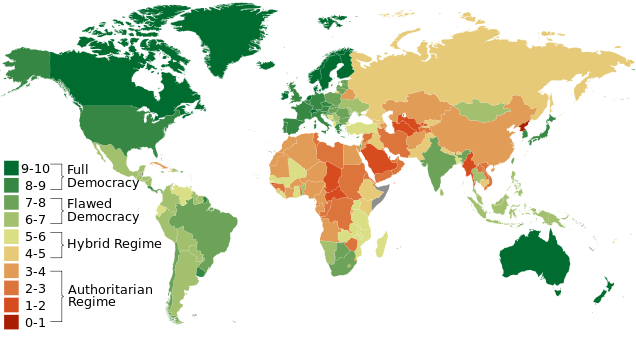 9-10
8-9
Full
Democracy
7-8
6-7
Flawed
Democracy
5-6
4-5
Hybrid Regime
3-4
2-3
1-2
0-1
Authoritarian
Regime